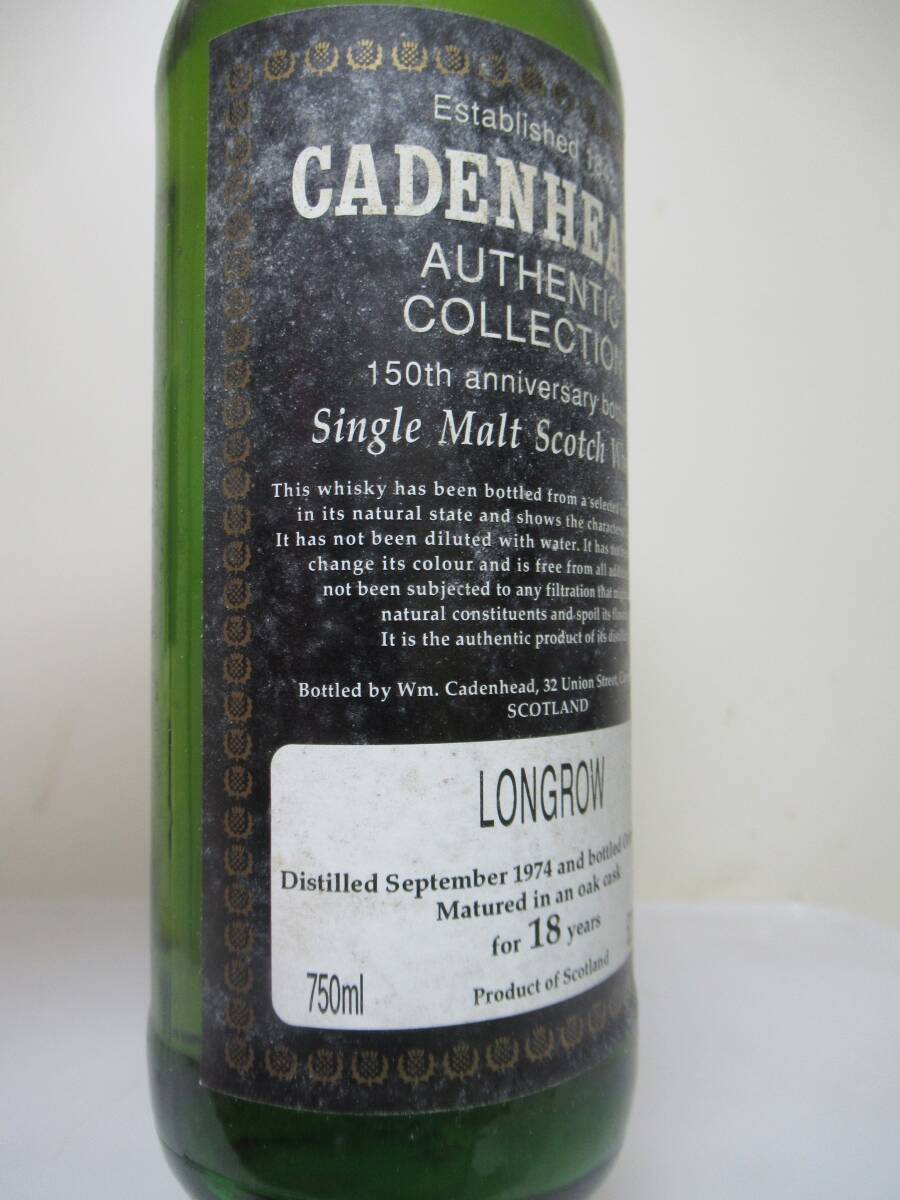 Established
CADENHEA
AUTHENTIC
COLLECTION
150th anniversary
Single Malt Scotch
This whisky has been bottled from a selected
in its natural state and shows the
It has not been diluted with water. It has
change its colour and is free from all
not been subjected to any filtration that
natural constituents and spoil its
It is the authentic product of its
Bottled by Wm. Cadenhead, 32 Union Street,
SCOTLAND
LONGROW
Distilled September 1974 and bottled
Matured in an oak cask
for 18 years
750ml
Product of Scotland